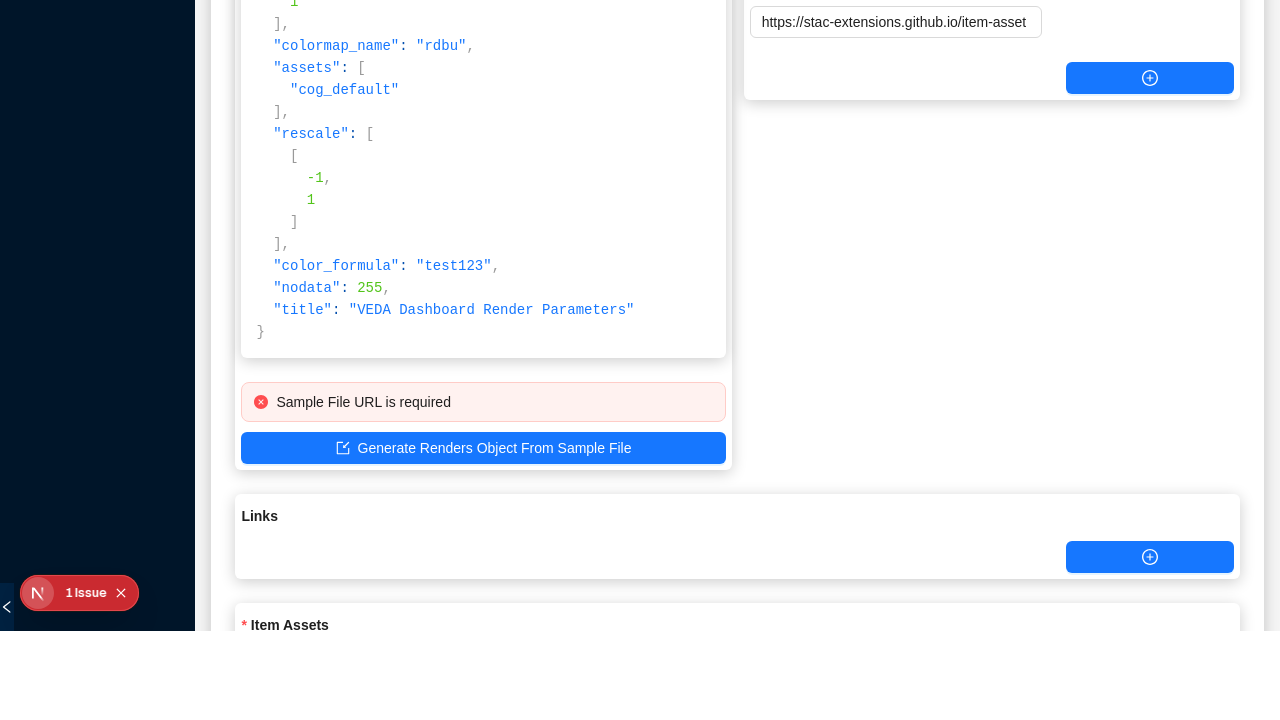 1
],
"colormap_name": "rdbu",
"assets": [
"cog_default"
],
"rescale": [
[
-1,
1
]
],
"color_formula": "test123",
"nodata": 255,
"title": "VEDA Dashboard Render Parameters"
}
Sample File URL is required
Generate Renders Object From Sample File
https://stac-extensions.github.io/item-asset
Links
* Item Assets
N 1 Issue